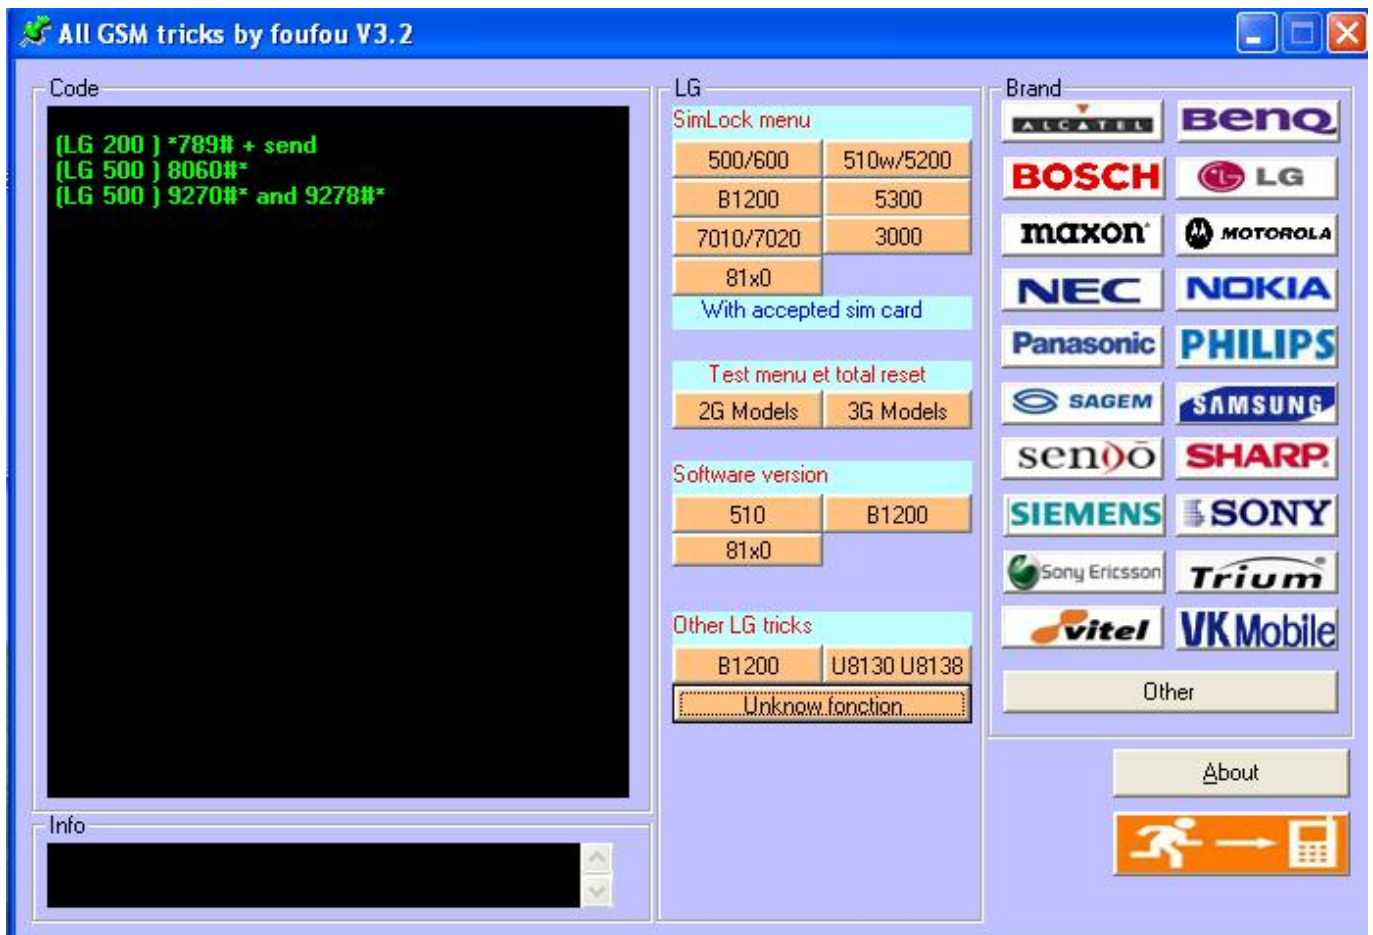 All GSM tricks by foufou V3.2
Code
(LG 200 ) *789# + send
(LG 500 ) 8060#*
(LG 500 ) 9270#* and 9278#*
Info
LG
SimLock menu
500/600 510w/5200
B1200 5300
7010/7020 3000
81x0
With accepted sim card
Test menu et total reset
2G Models 3G Models
Software version
510 B1200
81x0
Other LG tricks
B1200 U8130 U8138
Unknow fonction
Brand
ALCATEL BenQ
BOSCH LG
maxon MOTOROLA
NEC NOKIA
Panasonic PHILIPS
SAGEM SAMSUNG
sendo SHARP
SIEMENS SONY
Sony Ericsson Trium
vitel VK Mobile
Other
About